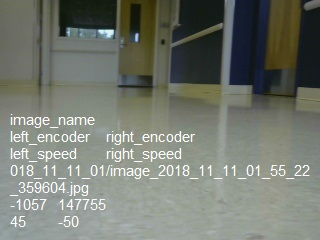 image_name
left_encoder right_encoder
left_speed right_speed
018_11_11_01/image_2018_11_11_01_55_22
_359604.jpg
-1057 147755
45 -50